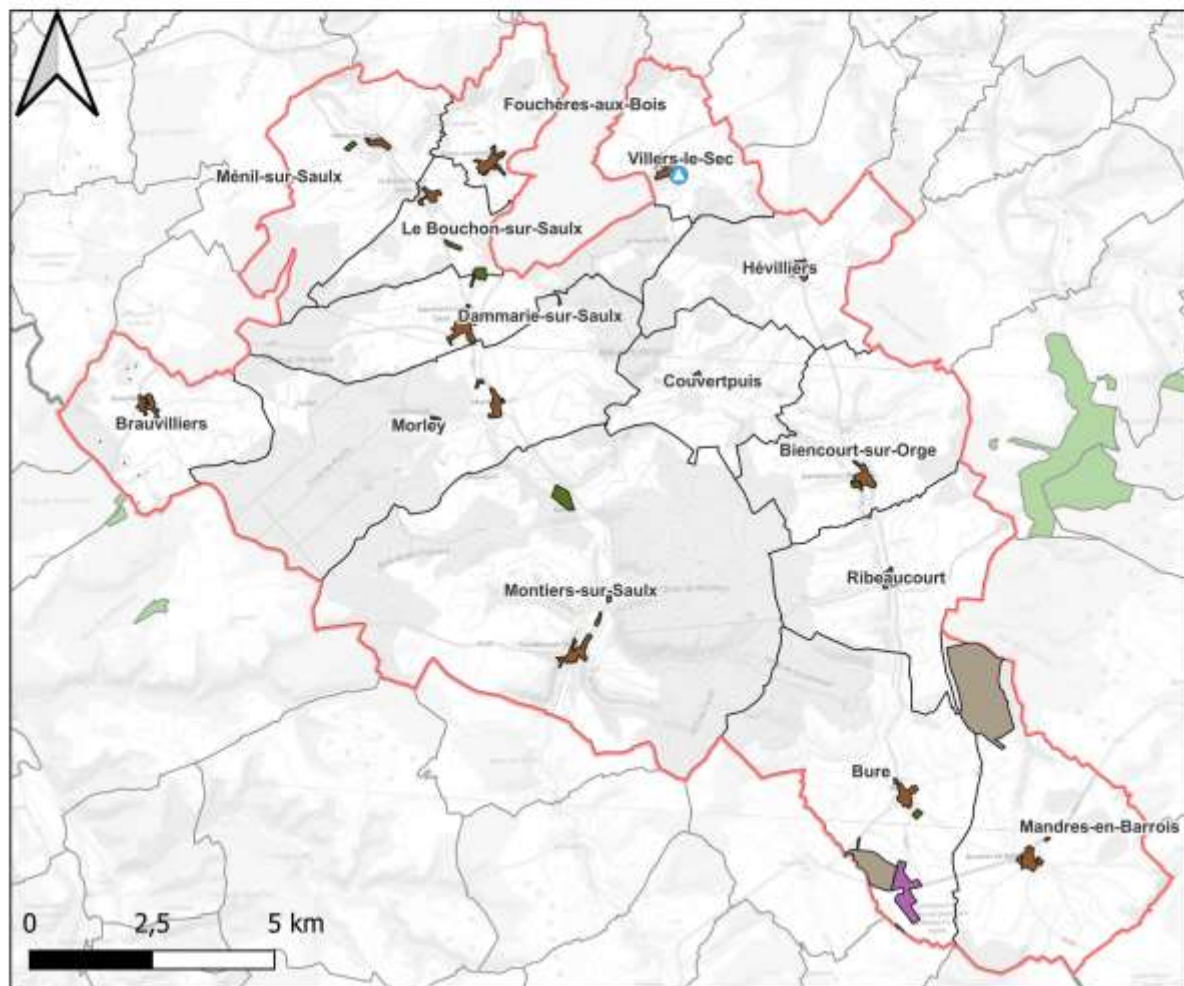 Fouchères-aux-Bois
Villers-le-Sec
Ménil-sur-Saulx
Le Bouchon-sur-Saulx
Hévilliers
Dammarie-sur-Saulx
Couvertpuis
Brauvilliers
Morley
Biencourt-sur-Orge
Ribeaucourt
Montiers-sur-Saulx
Bure
Mandres-en-Barrois
0 2,5 5 km